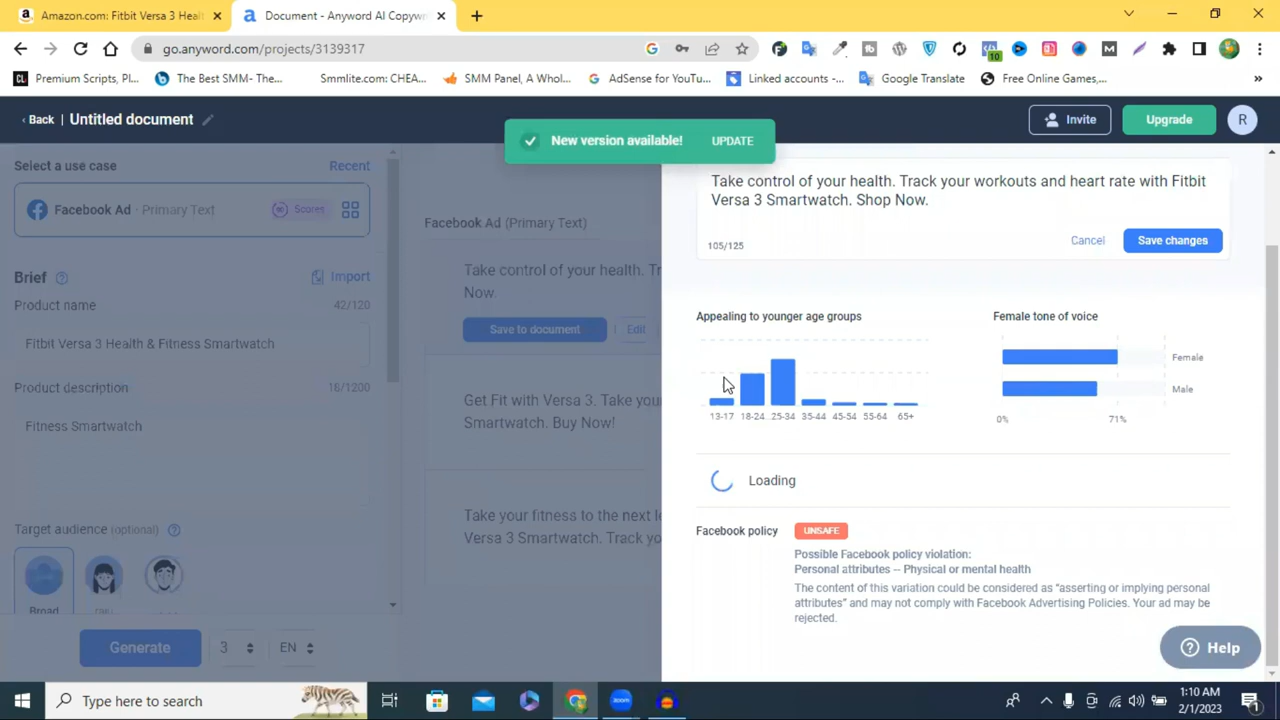 Amazon.com: Fitbit Versa 3 Heal
Document - Anyword AI Copywr
go.anyword.com/projects/3139317
10
Premium Scripts, Pl...
The Best SMM- The...
Smmlite.com: CHEA...
SMM Panel, A Whol...
AdSense for YouTu...
Linked accounts -...
Google Translate
Free Online Games,...
Back | Untitled document
Invite
Upgrade
R
New version available!
UPDATE
Select a use case
Recent
Facebook Ad · Primary Text
Scores
Brief
Import
Product name
42/120
Fitbit Versa 3 Health & Fitness Smartwatch
Product description
18/1200
Fitness Smartwatch
Target audience (optional)
Broad
Generate
3
EN
Facebook Ad (Primary Text)
Take control of your health. Tr
Now.
Save to document
Edit
Get Fit with Versa 3. Take your
Smartwatch. Buy Now!
Take your fitness to the next le
Versa 3 Smartwatch. Track yo
Take control of your health. Track your workouts and heart rate with Fitbit
Versa 3 Smartwatch. Shop Now.
105/125
Cancel
Save changes
Appealing to younger age groups
13-17 18-24 25-34 35-44 45-54 55-64 65+
Female tone of voice
Female
Male
0%
71%
Loading
Facebook policy
UNSAFE
Possible Facebook policy violation:
Personal attributes -- Physical or mental health
The content of this variation could be considered as "asserting or implying personal
attributes" and may not comply with Facebook Advertising Policies. Your ad may be
rejected.
Help
Type here to search
zoom
1:10 AM
2/1/2023
1